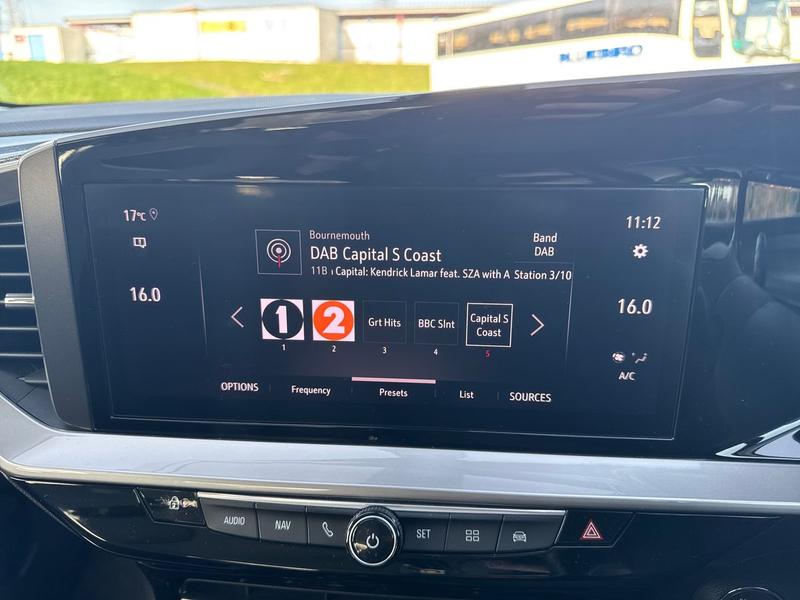 BLUEBIRD
17°C
11:12
Bournemouth
DAB Capital S Coast
Band
DAB
11B Capital: Kendrick Lamar feat. SZA with A Station 3/10
16.0
16.0
1
2
Grt Hits
BBC Slnt
Capital S
Coast
1
2
3
4
5
A/C
OPTIONS
Frequency
Presets
List
SOURCES
AUDIO
NAV
SET